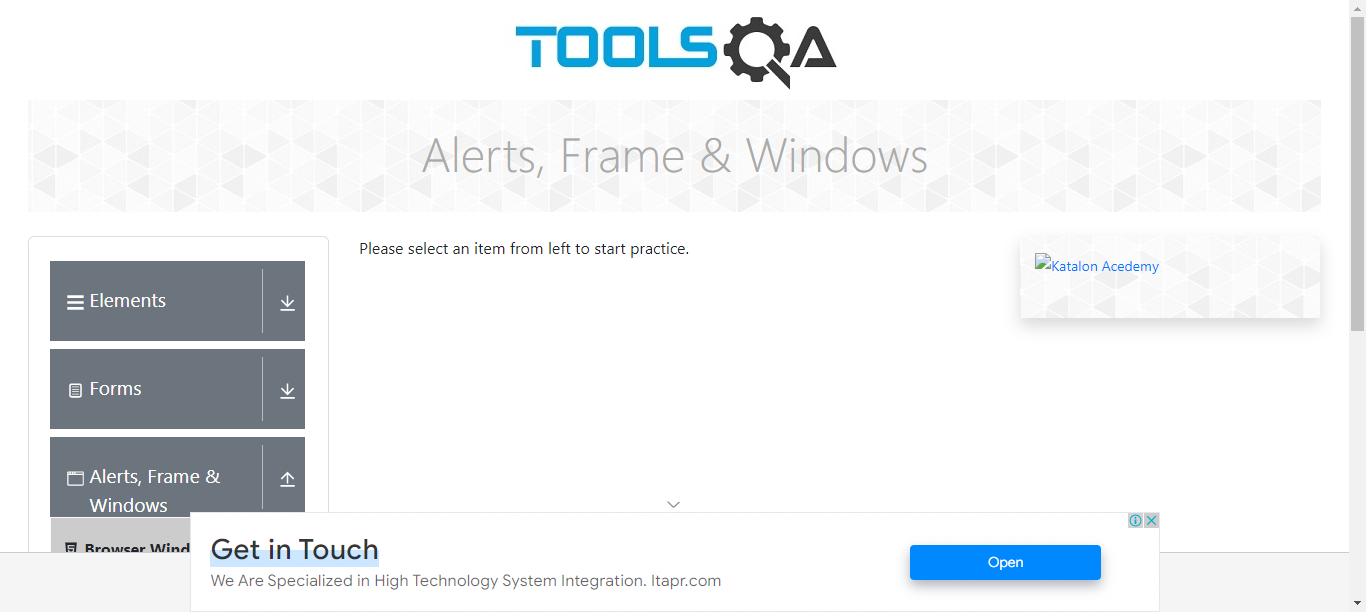 TOOLSQA
Alerts, Frame & Windows
Please select an item from left to start practice.
Katalon Acedemy
Elements
Forms
Alerts, Frame &
Windows
Browser Wind
Get in Touch
We Are Specialized in High Technology System Integration. Itapr.com
Open